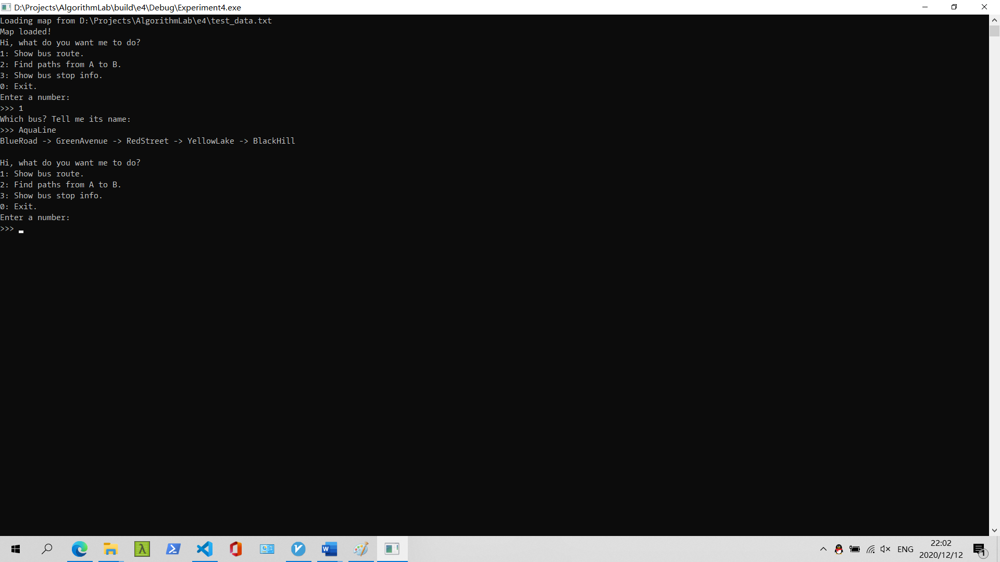 D:\Projects\AlgorithmLab\build\e4\Debug\Experiment4.exe
Loading map from D:\Projects\AlgorithmLab\e4\test_data.txt
Map loaded!
Hi, what do you want me to do?
1: Show bus route.
2: Find paths from A to B.
3: Show bus stop info.
0: Exit.
Enter a number:
>>> 1
Which bus? Tell me its name:
>>> AquaLine
BlueRoad -> GreenAvenue -> RedStreet -> YellowLake -> BlackHill
Hi, what do you want me to do?
1: Show bus route.
2: Find paths from A to B.
3: Show bus stop info.
0: Exit.
Enter a number:
>>>
ENG
22:02
2020/12/12
1